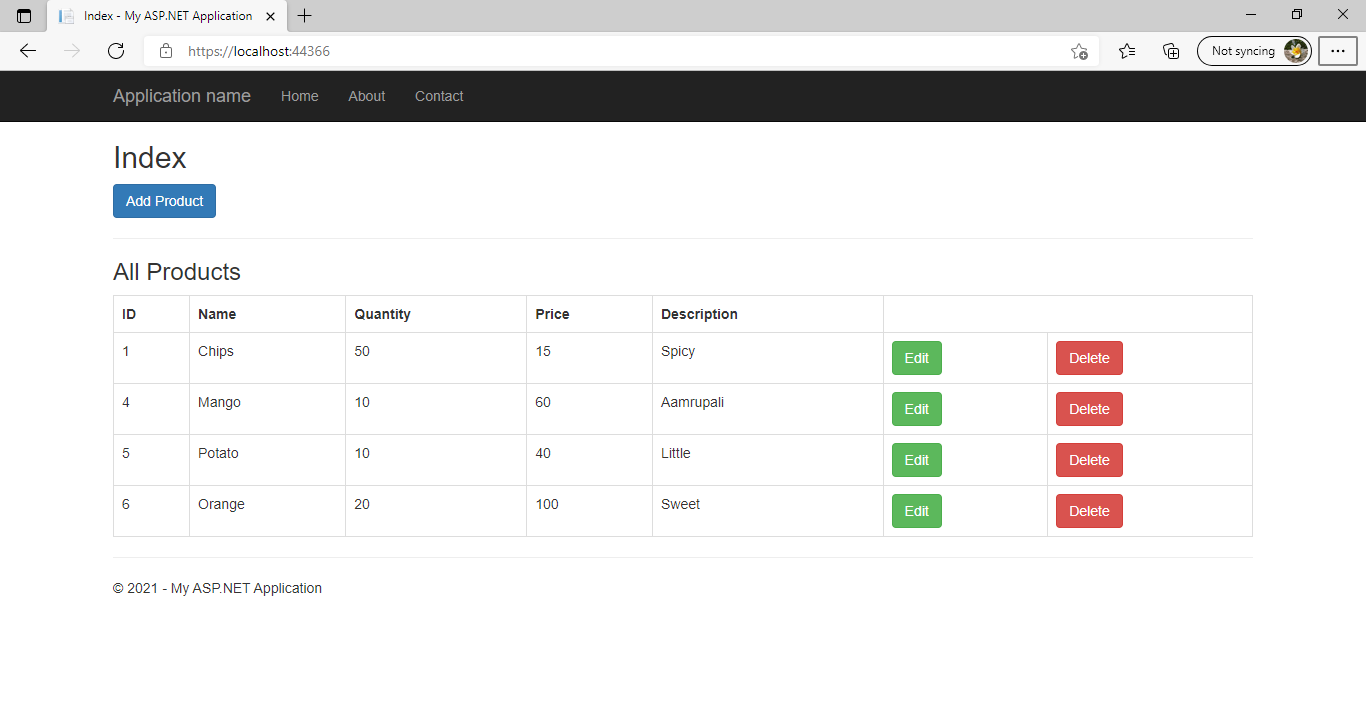 Index - My ASP.NET Application
https://localhost:44366
Not syncing
Application name Home About Contact
Index
Add Product
All Products
ID Name Quantity Price Description
1 Chips 50 15 Spicy Edit Delete
4 Mango 10 60 Aamrupali Edit Delete
5 Potato 10 40 Little Edit Delete
6 Orange 20 100 Sweet Edit Delete
© 2021 - My ASP.NET Application